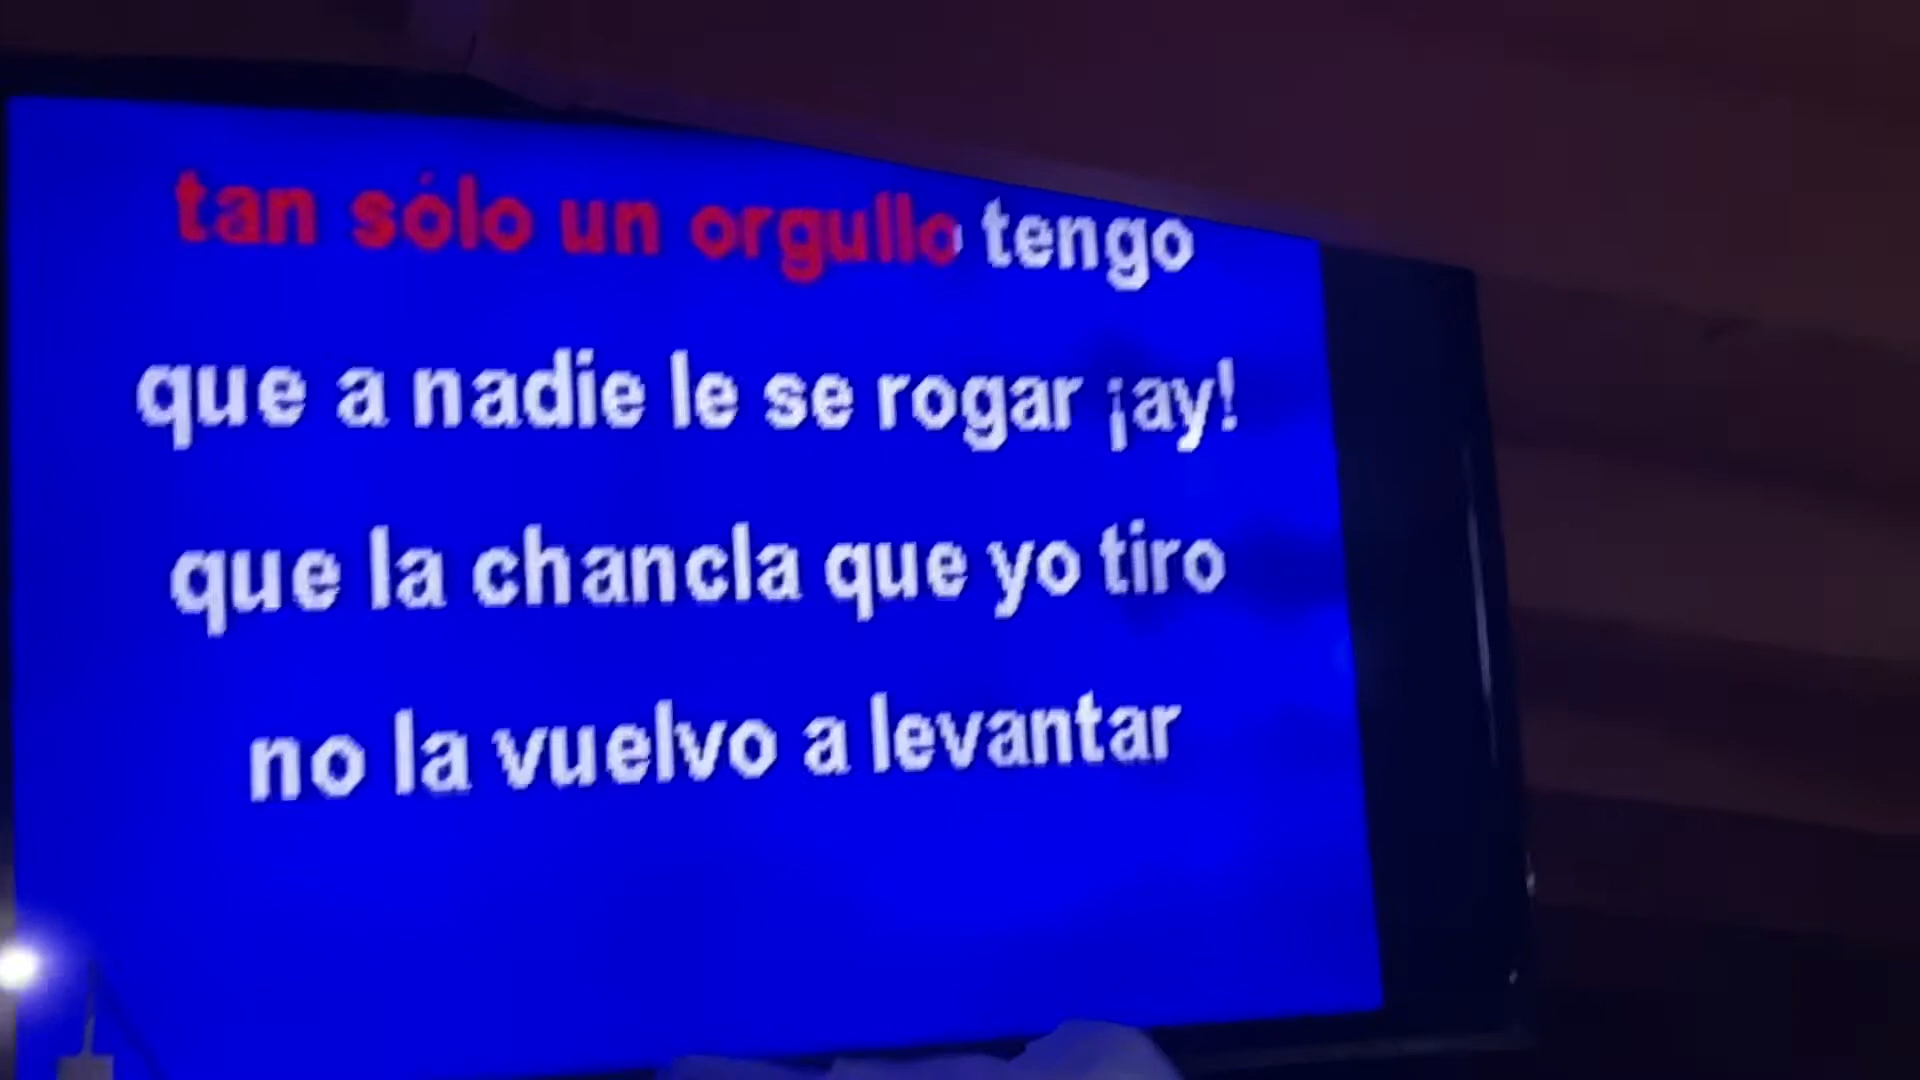 tan sólo un orgullo tengo
que a nadie le se rogar ¡ay!
que la chancla que yo tiro
no la vuelvo a levantar